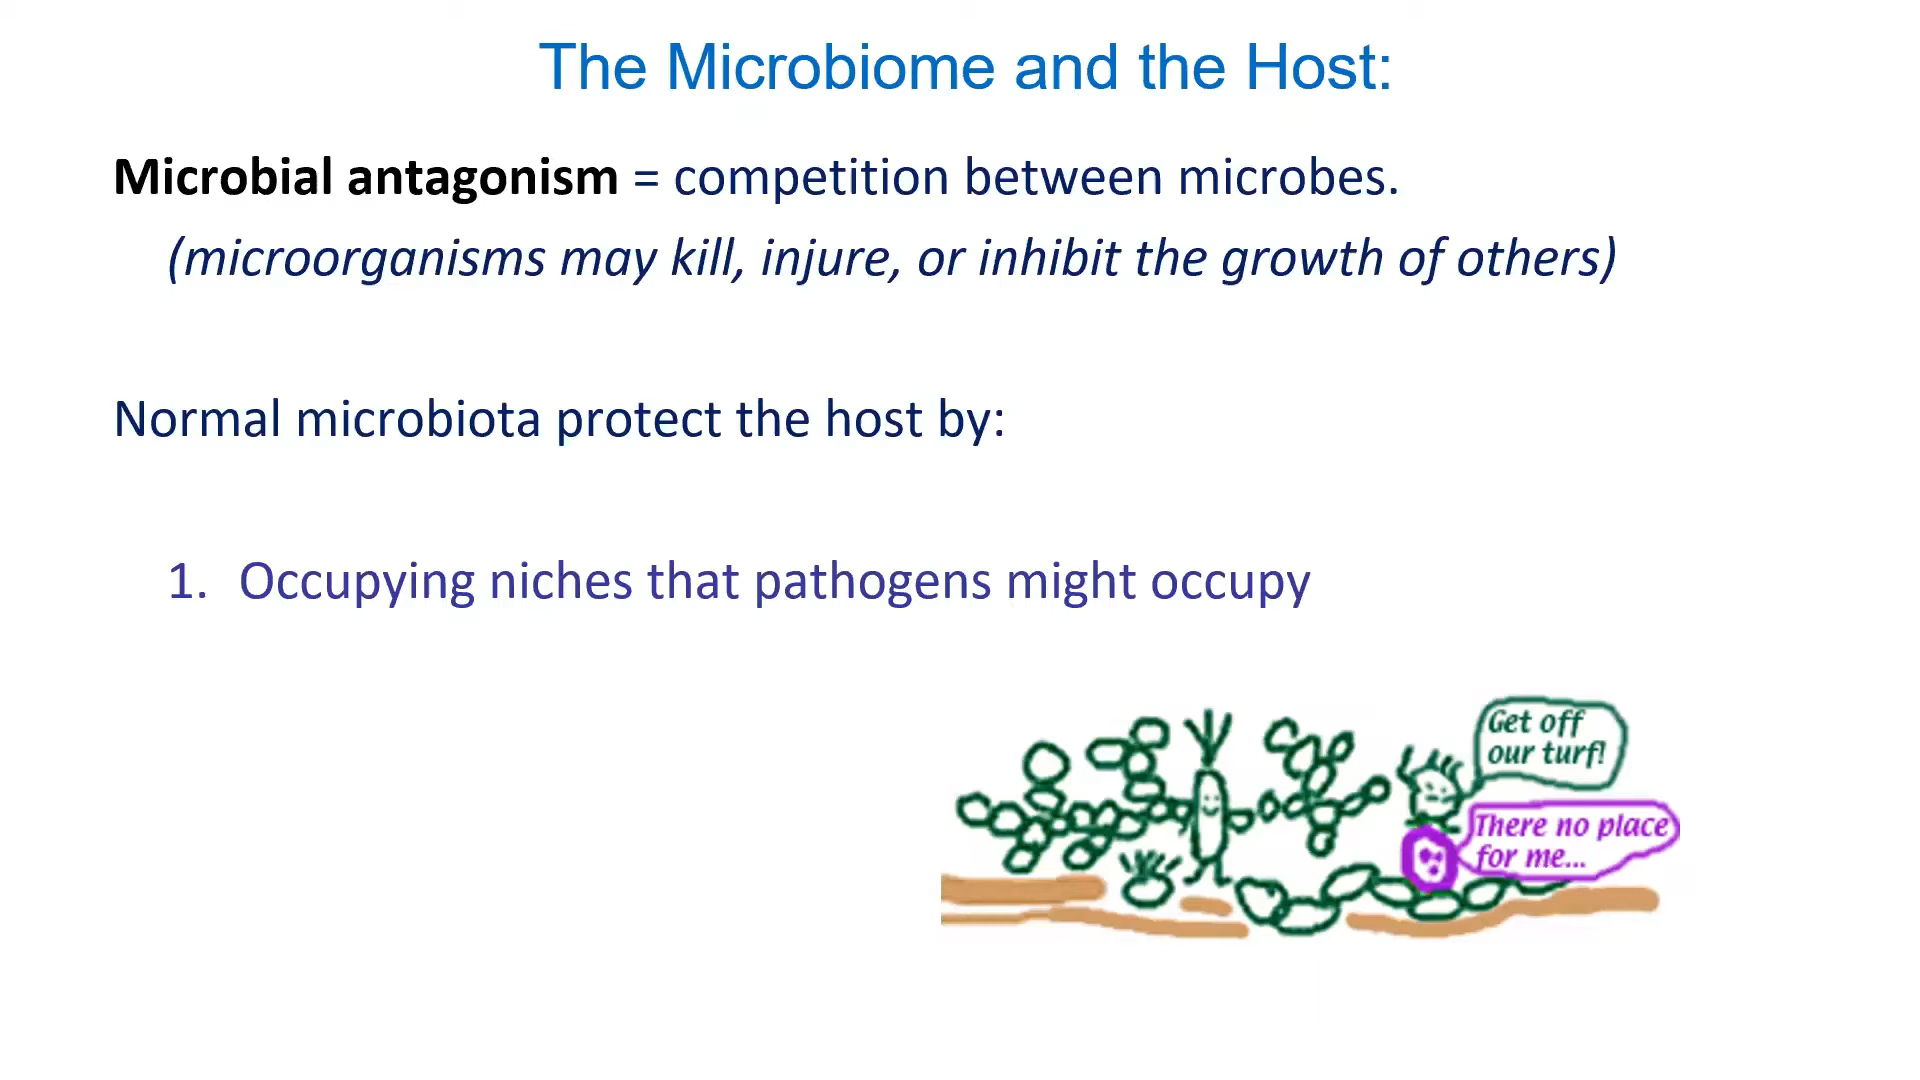 The Microbiome and the Host:
Microbial antagonism = competition between microbes.
(microorganisms may kill, injure, or inhibit the growth of others)
Normal microbiota protect the host by:
1. Occupying niches that pathogens might occupy
Get off
our turf!
There no place
for me...